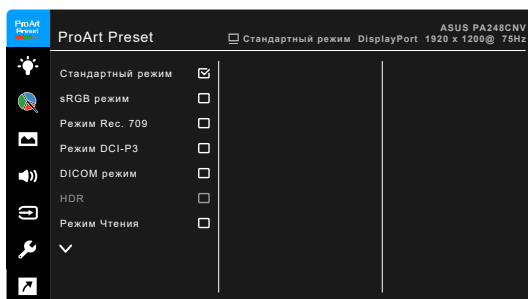 ProArt
Preset
ProArt Preset
ASUS PA248CNV
Стандартный режим DisplayPort 1920 x 1200@ 75Hz
Стандартный режим
sRGB режим
Режим Rec. 709
Режим DCI-P3
DICOM режим
HDR
Режим Чтения